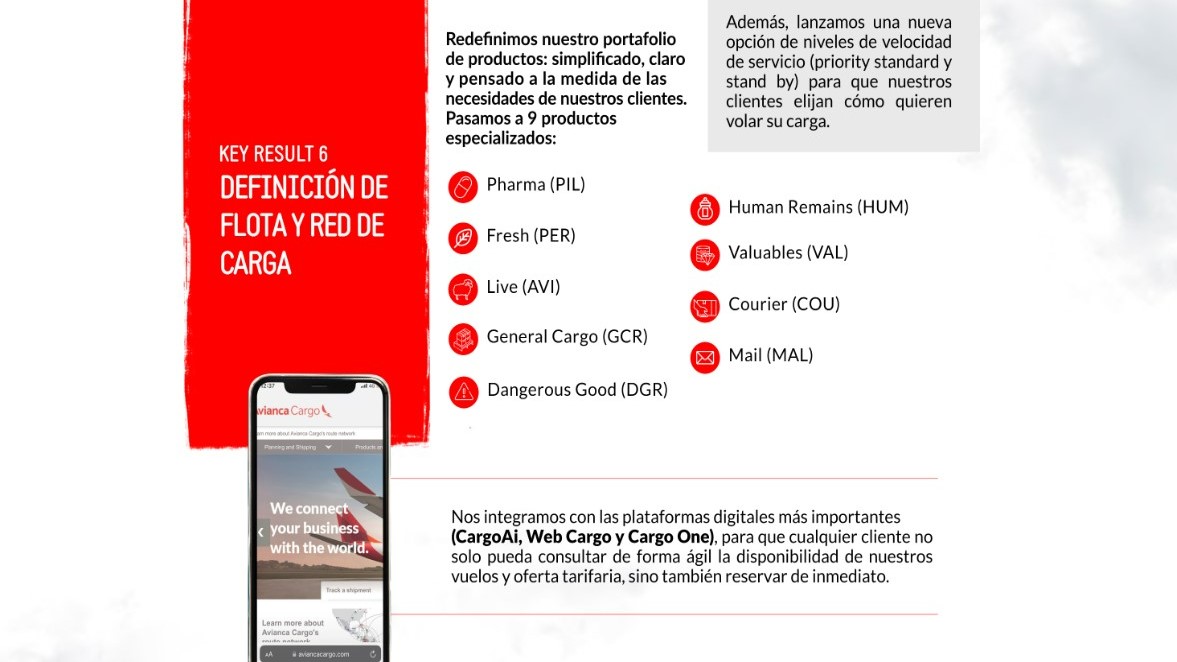 KEY RESULT 6
DEFINICIÓN DE
FLOTA Y RED DE
CARGA
Redefinimos nuestro portafolio
de productos: simplificado, claro
y pensado a la medida de las
necesidades de nuestros clientes.
Pasamos a 9 productos
especializados:
Además, lanzamos una nueva
opción de niveles de velocidad
de servicio (priority standard y
stand by) para que nuestros
clientes elijan cómo quieren
volar su carga.
Pharma (PIL)
Fresh (PER)
Live (AVI)
General Cargo (GCR)
Dangerous Good (DGR)
Human Remains (HUM)
Valuables (VAL)
Courier (COU)
Mail (MAL)
12:37
4G
avianca Cargo
earn more about Avianca Cargo's route network
Planning and Shipping
Products an
We connect
your business
with the world.
Track a shipment
Learn more about
Avianca Cargo's
route network
AA aviancacargo.com
Nos integramos con las plataformas digitales más importantes
(CargoAi, Web Cargo y Cargo One), para que cualquier cliente no
solo pueda consultar de forma ágil la disponibilidad de nuestros
vuelos y oferta tarifaria, sino también reservar de inmediato.